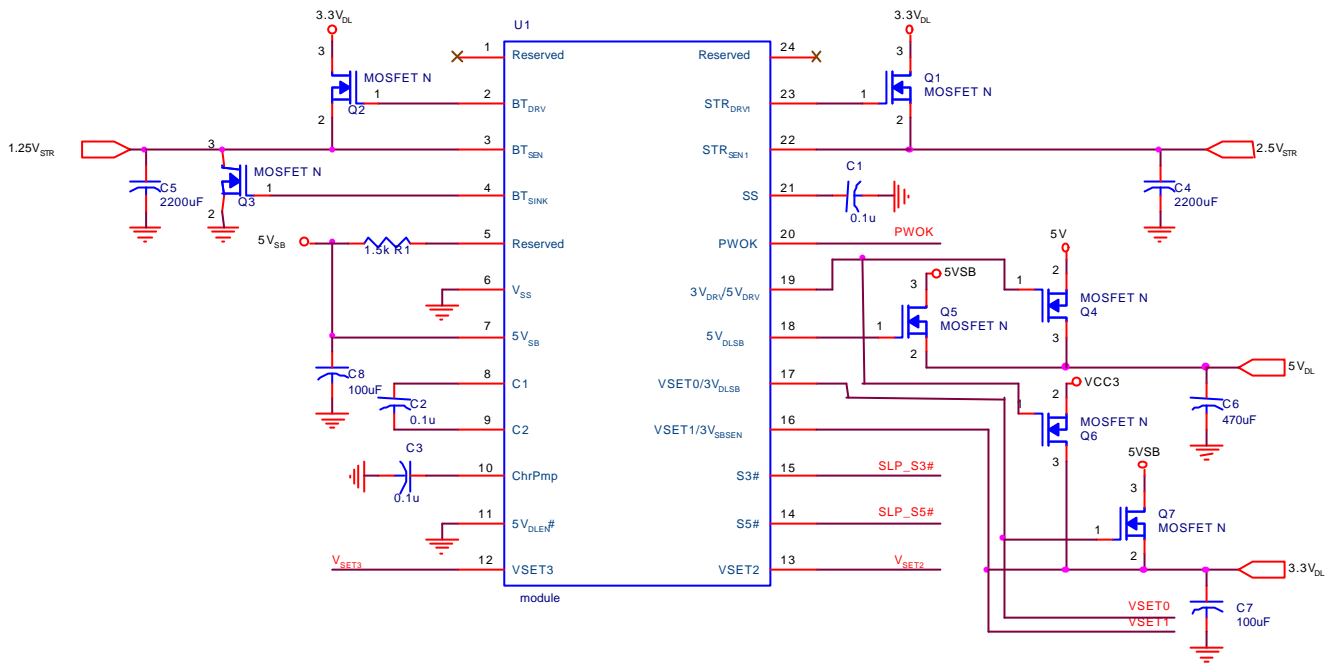 3.3VDL
U1
3.3VDL
3
1
Reserved
Reserved
24
3
MOSFET N
Q1
MOSFET N
1
2
BTDRV
STRDRV1
23
1
Q2
2
2
1.25VSTR
3
3
BTSEN
STRSEN1
22
2.5VSTR
MOSFET N
C5
2200uF
1
4
BTSINK
SS
21
C1
0.1u
C4
2200uF
Q3
2
5VSB
1.5k R1
5
Reserved
PWOK
20
PWOK
5V
6
VSS
3VDRV/5VDRV
19
5VSB
1
2
MOSFET N
Q4
3
3
Q5
MOSFET N
7
5VSB
5VDLSB
18
1
2
5VDL
C8
100uF
8
C1
VSET0/3VDLSB
17
VCC3
C2
0.1u
1
2
MOSFET N
Q6
3
C6
470uF
9
C2
VSET1/3VSBSEN
16
C3
0.1u
10
ChrPmp
S3#
15
SLP_S3#
5VSB
3
11
5VDLEN#
S5#
14
SLP_S5#
1
Q7
MOSFET N
2
VSET3
12
VSET3
VSET2
13
VSET2
3.3VDL
module
VSET0
VSET1
C7
100uF